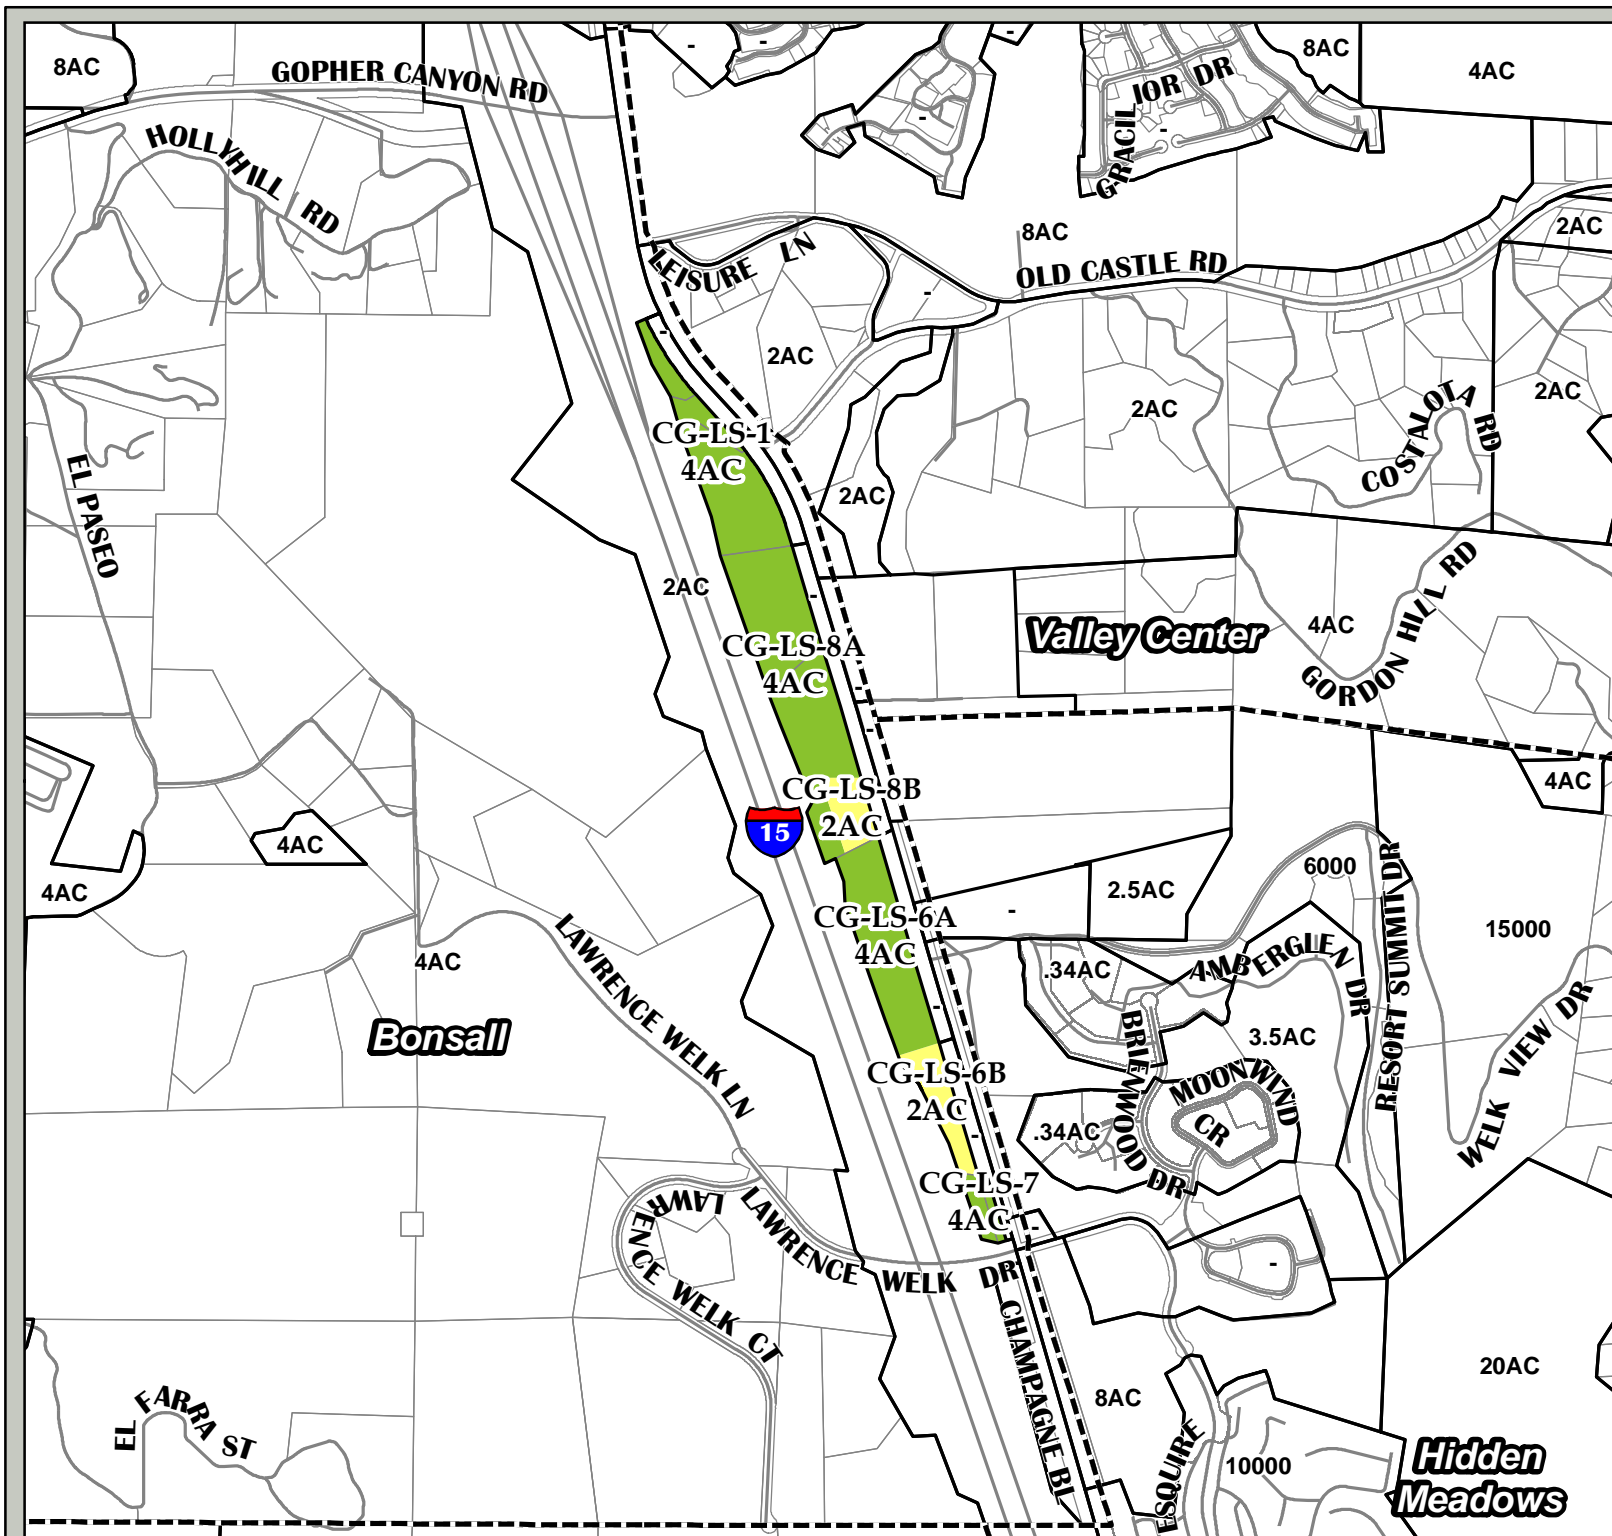 8AC
GOPHER CANYON RD
8AC
4AC
-
-
-
-
-
HOLLYHILL RD
GRACILIOR DR
LEISURE LN
8AC
OLD CASTLE RD
2AC
-
-
2AC
2AC
2AC
COSTALOTA RD
EL PASEO
CG-LS-1
4AC
2AC
2AC
-
GORDON HILL RD
4AC
Valley Center
CG-LS-8A
4AC
-
-
4AC
CG-LS-8B
2AC
15
4AC
4AC
6000
2.5AC
-
RESORT SUMMIT DR
15000
CG-LS-6A
4AC
LAWRENCE WELK LN
4AC
.34AC
AMBERGLEN DR
WELK VIEW DR
-
Bonsall
3.5AC
BRIENWOOD DR
CG-LS-6B
2AC
MOONWIND CR
-
.34AC
CG-LS-7
4AC
-
LAWRENCE WELK CT
LAWRENCE WELK DR
-
CHAMPAGNE BL
8AC
20AC
EL FARRA ST
ESQUIRE
10000
Hidden
Meadows